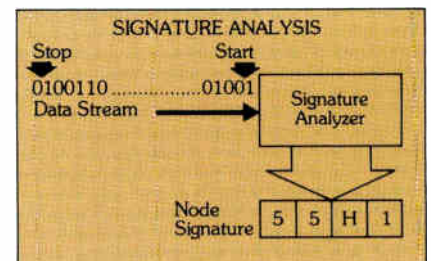 SIGNATURE ANALYSIS
Stop Start
0100110..................01001
Data Stream
Signature
Analyzer
Node
Signature
5 5 H 1